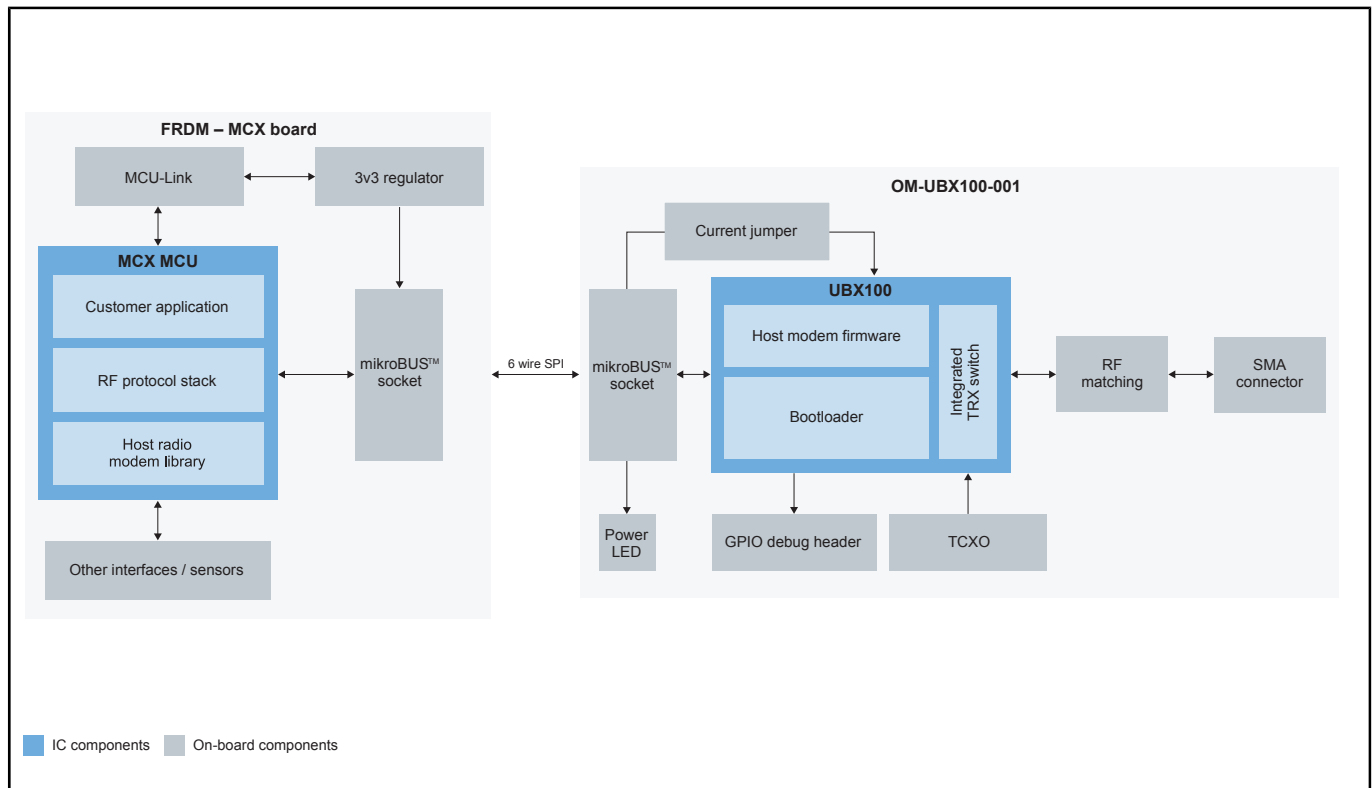 FRDM – MCX board
MCU-Link
3v3 regulator
MCX MCU
Customer application
RF protocol stack
Host radio
modem library
mikroBUS™
socket
Other interfaces / sensors
6 wire SPI
OM-UBX100-001
Current jumper
mikroBUS™
socket
UBX100
Host modem firmware
Bootloader
Integrated
TRX switch
RF
matching
SMA
connector
Power
LED
GPIO debug header
TCXO
IC components
On-board components